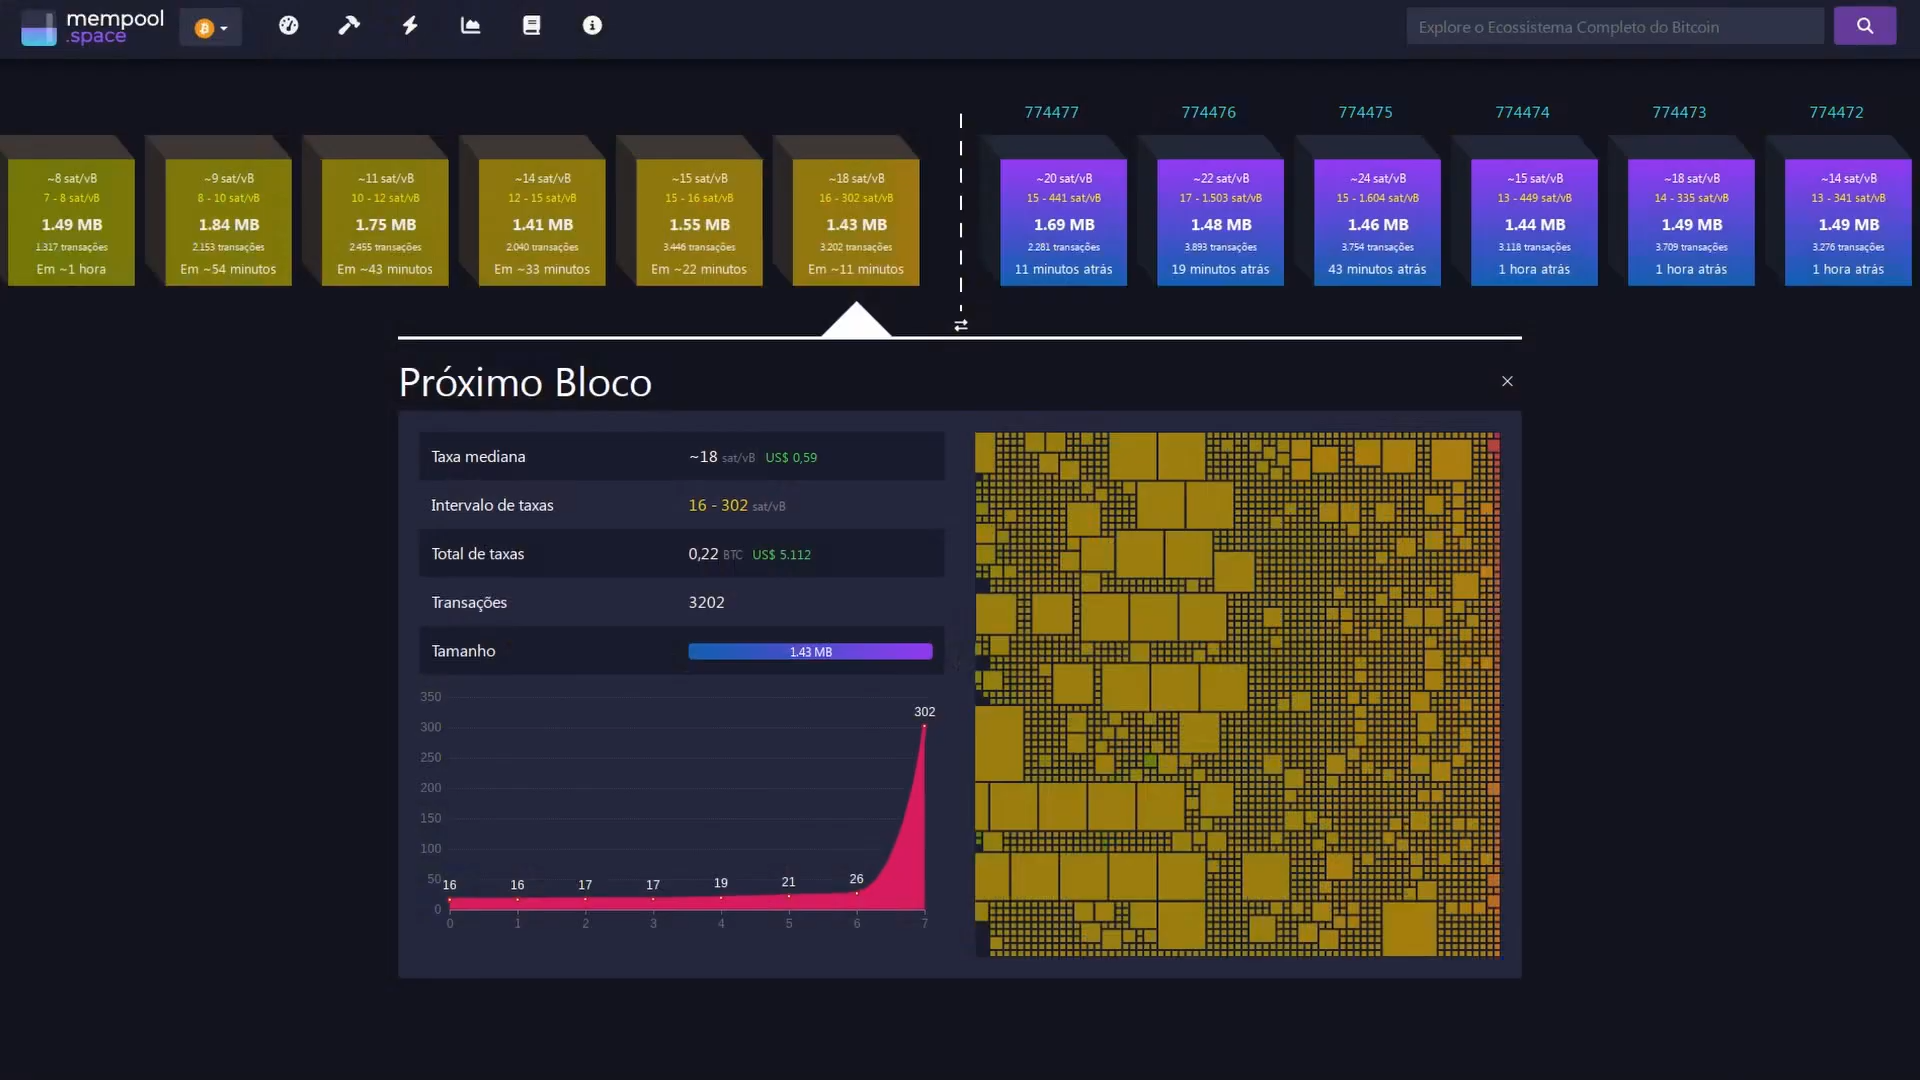 mempool
.space
Explore o Ecossistema Completo do Bitcoin
774477
774476
774475
774474
774473
774472
~8 sat/vB
7 - 8 sat/vB
1.49 MB
1.317 transações
Em ~1 hora
~9 sat/vB
8 - 10 sat/vB
1.84 MB
2.153 transações
Em ~54 minutos
~11 sat/vB
10 - 12 sat/vB
1.75 MB
2.455 transações
Em ~43 minutos
~14 sat/vB
12 - 15 sat/vB
1.41 MB
2.040 transações
Em ~33 minutos
~15 sat/vB
15 - 16 sat/vB
1.55 MB
3.446 transações
Em ~22 minutos
~18 sat/vB
16 - 302 sat/vB
1.43 MB
3.202 transações
Em ~11 minutos
~20 sat/vB
15 - 441 sat/vB
1.69 MB
2.281 transações
11 minutos atrás
~22 sat/vB
17 - 1.503 sat/vB
1.48 MB
3.893 transações
19 minutos atrás
~24 sat/vB
15 - 1.604 sat/vB
1.46 MB
3.754 transações
43 minutos atrás
~15 sat/vB
13 - 449 sat/vB
1.44 MB
3.118 transações
1 hora atrás
~18 sat/vB
14 - 335 sat/vB
1.49 MB
3.709 transações
1 hora atrás
~14 sat/vB
13 - 341 sat/vB
1.49 MB
3.276 transações
1 hora atrás
Próximo Bloco
Taxa mediana ~18 sat/vB US$ 0,59
Intervalo de taxas 16 - 302 sat/vB
Total de taxas 0,22 BTC US$ 5.112
Transações 3202
Tamanho 1.43 MB
350
300
250
200
150
100
50
0
16 16 17 17 19 21 26 302
0 1 2 3 4 5 6 7